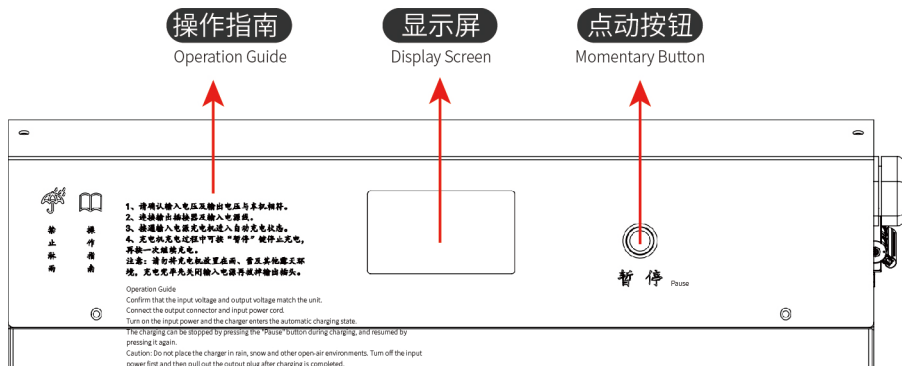 操作指南
Operation Guide
显示屏
Display Screen
点动按钮
Momentary Button
禁止淋雨
操作指南
1、请确认输入电压及输出电压与车机相符。
2、连接输出插接器及输入电源线。
3、接通输入电源充电机进入自动充电状态。
4、充电机充电过程中可按“暂停”键停止充电,
再按一次继续充电。
注意：请勿将充电机放置在雨、雪及其他露天环
境，充电完毕先关闭输入电源再拔掉输出插头。
Operation Guide
Confirm that the input voltage and output voltage match the unit.
Connect the output connector and input power cord.
Turn on the input power and the charger enters the automatic charging state.
The charging can be stopped by pressing the "Pause" button during charging, and resumed by
pressing it again.
Caution: Do not place the charger in rain, snow and other open-air environments. Turn off the input
power first and then pull out the output plug after charging is completed.
暂停 Pause